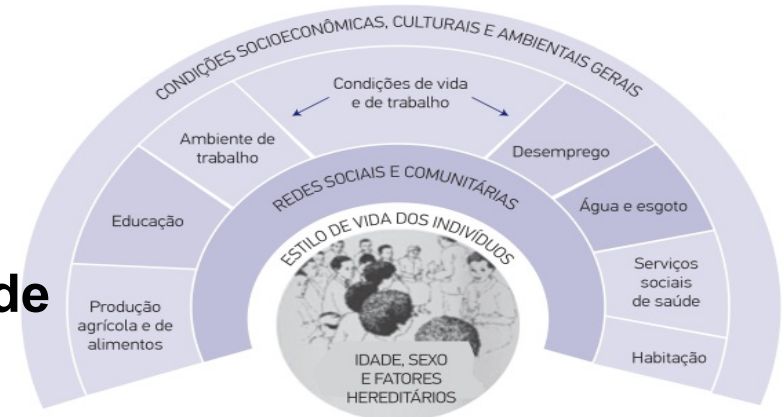 CONDIÇÕES SOCIOECONÔMICAS, CULTURAIS E AMBIENTAIS GERAIS
Condições de vida
e de trabalho
Ambiente de
trabalho
Desemprego
REDES SOCIAIS E COMUNITÁRIAS
Educação
Água e esgoto
ESTILO DE VIDA DOS INDIVÍDUOS
de
Produção
agrícola e de
alimentos
Serviços
sociais
de saúde
Habitação
IDADE, SEXO
E FATORES
HEREDITÁRIOS